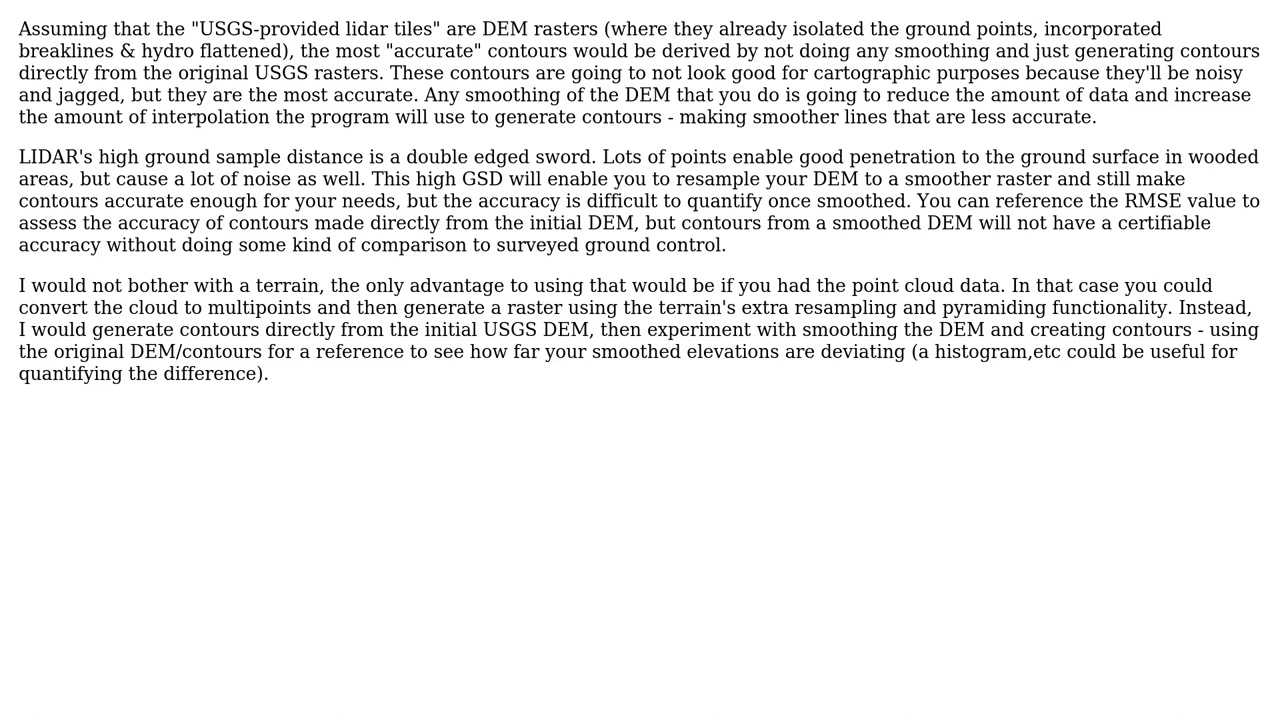 Assuming that the "USGS-provided lidar tiles" are DEM rasters (where they already isolated the ground points, incorporated
breaklines & hydro flattened), the most "accurate" contours would be derived by not doing any smoothing and just generating contours
directly from the original USGS rasters. These contours are going to not look good for cartographic purposes because they'll be noisy
and jagged, but they are the most accurate. Any smoothing of the DEM that you do is going to reduce the amount of data and increase
the amount of interpolation the program will use to generate contours - making smoother lines that are less accurate.
LIDAR's high ground sample distance is a double edged sword. Lots of points enable good penetration to the ground surface in wooded
areas, but cause a lot of noise as well. This high GSD will enable you to resample your DEM to a smoother raster and still make
contours accurate enough for your needs, but the accuracy is difficult to quantify once smoothed. You can reference the RMSE value to
assess the accuracy of contours made directly from the initial DEM, but contours from a smoothed DEM will not have a certifiable
accuracy without doing some kind of comparison to surveyed ground control.
I would not bother with a terrain, the only advantage to using that would be if you had the point cloud data. In that case you could
convert the cloud to multipoints and then generate a raster using the terrain's extra resampling and pyramiding functionality. Instead,
I would generate contours directly from the initial USGS DEM, then experiment with smoothing the DEM and creating contours - using
the original DEM/contours for a reference to see how far your smoothed elevations are deviating (a histogram,etc could be useful for
quantifying the difference).